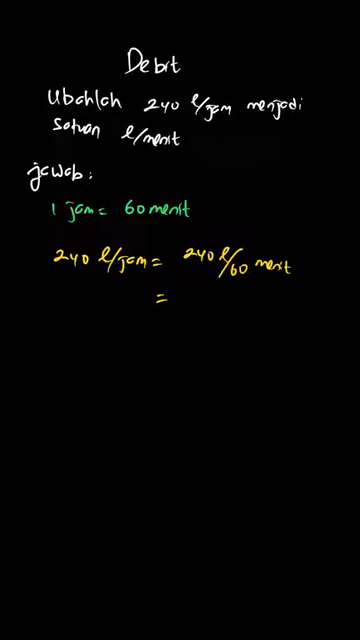 Debit
Ubahlah 240 l/jam menjadi
Satuan l/menit
jawab:
1 jam = 60 menit
240 l/jam = 240 l/60 menit
=